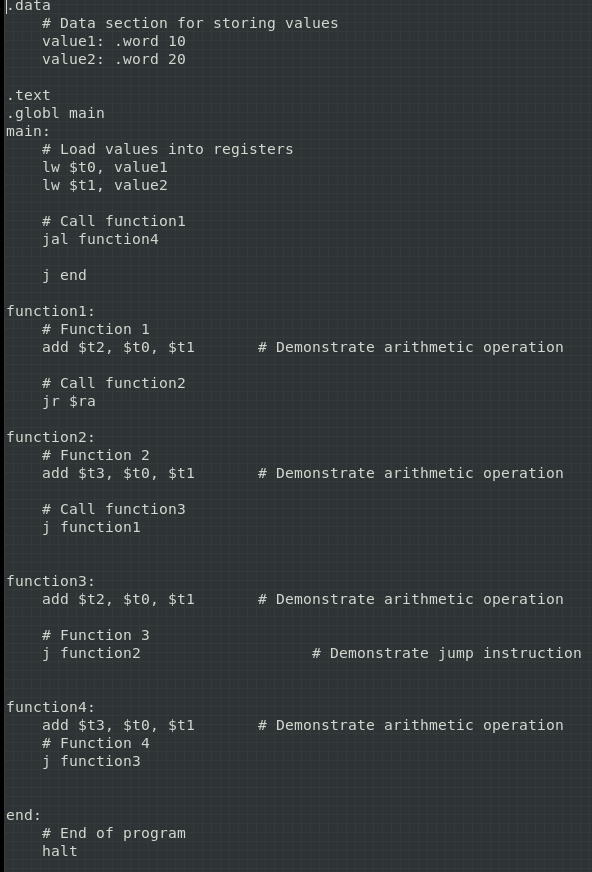 .data
    # Data section for storing values
    value1: .word 10
    value2: .word 20

.text
.globl main
main:
    # Load values into registers
    lw $t0, value1
    lw $t1, value2

    # Call function1
    jal function4

    j end

function1:
    # Function 1
    add $t2, $t0, $t1       # Demonstrate arithmetic operation

    # Call function2
    jr $ra

function2:
    # Function 2
    add $t3, $t0, $t1       # Demonstrate arithmetic operation

    # Call function3
    j function1


function3:
    add $t2, $t0, $t1       # Demonstrate arithmetic operation

    # Function 3
    j function2                   # Demonstrate jump instruction


function4:
    add $t3, $t0, $t1       # Demonstrate arithmetic operation
    # Function 4
    j function3


end:
    # End of program
    halt